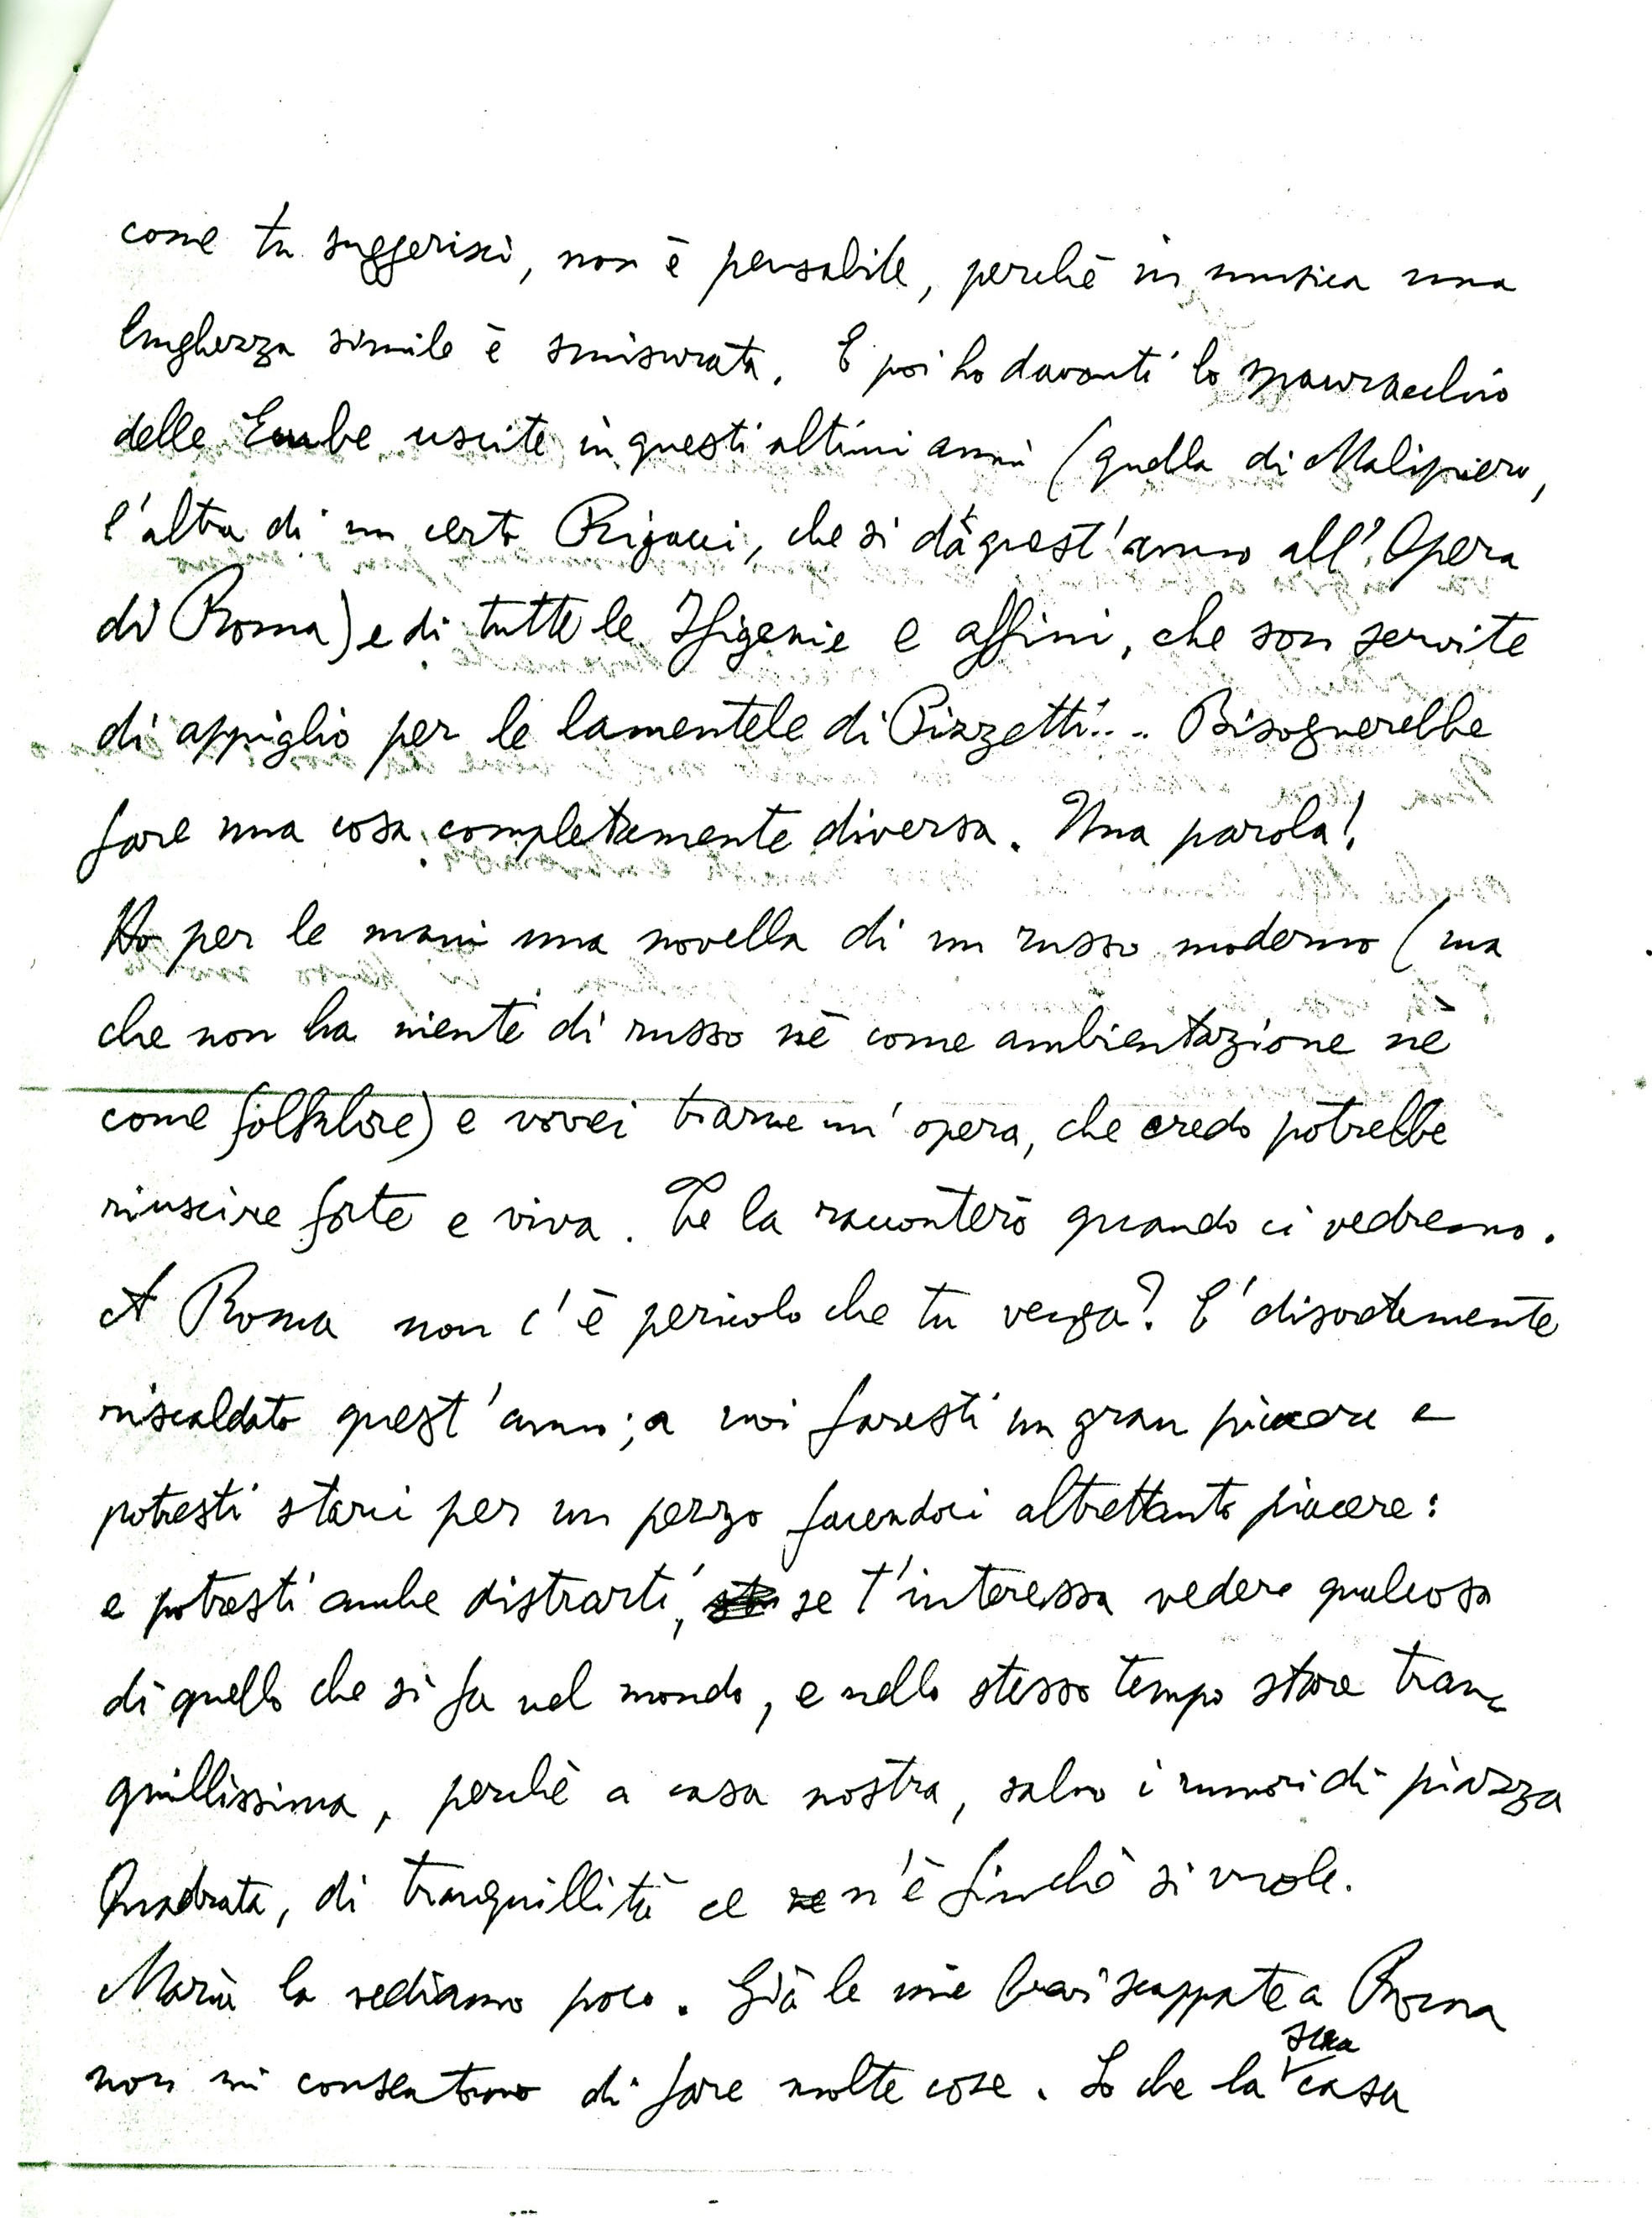 come tu suggerisci, non è pensabile, perchè in musica una
lunghezza simile è smisurata. E poi ho davanti lo spauracchio
delle Ecube uscite in questi ultimi anni (quella di Malipiero,
l'altra di un certo Rigacci, che si dà quest'anno all'Opera
di Roma) e di tutte le Ifigenie e affini, che son servite
di appiglio per le lamentele di Pizzetti... Bisognerebbe
fare una cosa completamente diversa. Una parola!
Ho per le mani una novella di un russo moderno (ma
che non ha niente di russo nè come ambientazione nè
come folklore) e vorrei trarne un'opera, che credo potrebbe
riuscire forte e viva. Te la racconterò quando ci vedremo.
A Roma non c'è pericolo che tu venga? E' discretamente
riscaldato quest'anno; a noi faresti un gran piacere e
potresti starci per un pezzo facendoci altrettanto piacere:
e potresti anche distrarti, se t'interessa vedere qualcosa
di quello che si fa nel mondo, e nello stesso tempo stare tran-
quillissima, perchè a casa nostra, salvo i rumori di piazza
Quadrata, di tranquillità ce n'è finchè si vuole.
Maria la vediamo poco. Già le mie brevi scappate a Roma
non mi consentono di fare molte cose. So che la sua casa